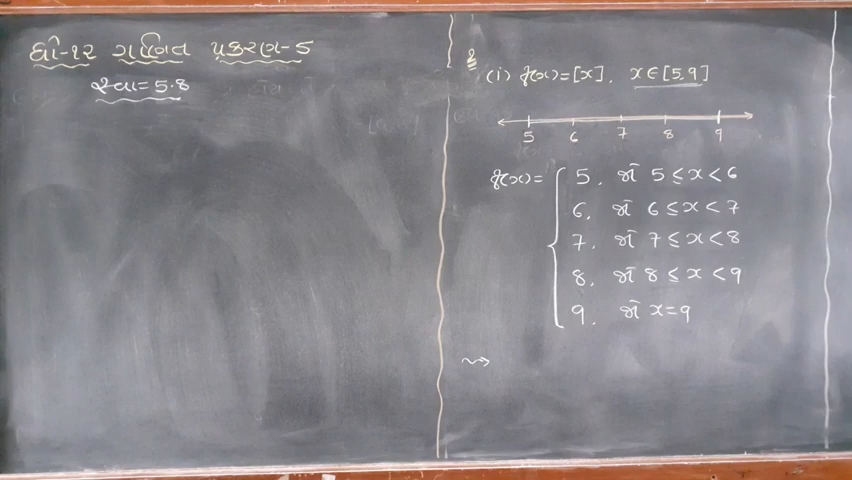 ધો-૧૨ ગણિત પ્રકરણ-5
સ્વા=5.8
2
(i) f(x)=[x], x∈[5,9]
5 6 7 8 9
f(x)= { 5, જો 5 ≤ x < 6
6, જો 6 ≤ x < 7
7, જો 7 ≤ x < 8
8, જો 8 ≤ x < 9
9, જો x=9
⇝